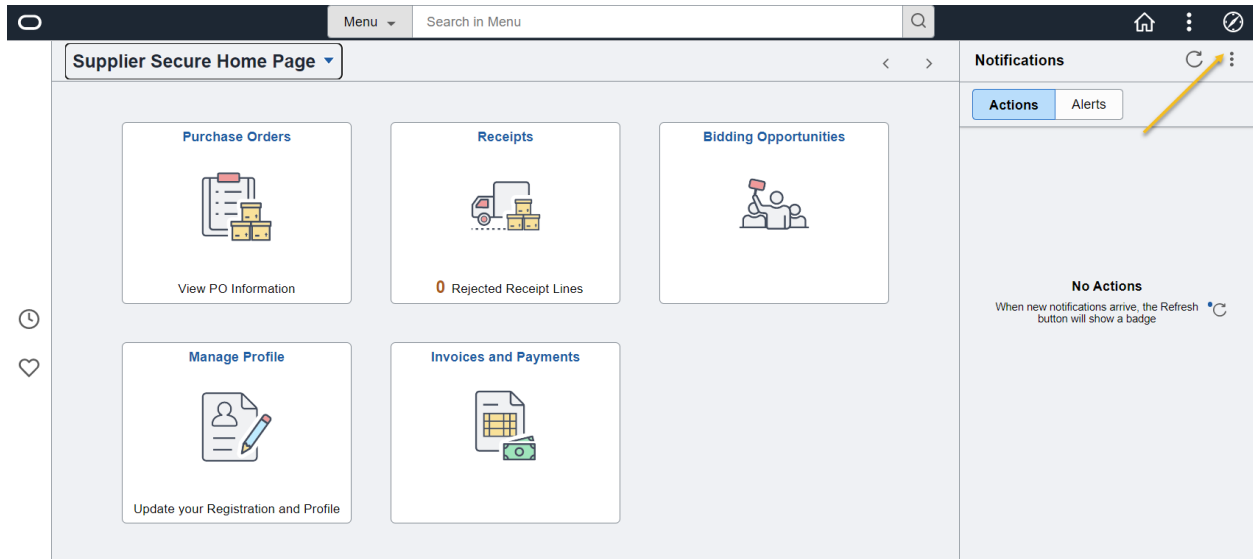 Menu
Search in Menu
Supplier Secure Home Page
Notifications
Actions
Alerts
Purchase Orders
View PO Information
Receipts
0 Rejected Receipt Lines
Bidding Opportunities
Manage Profile
Update your Registration and Profile
Invoices and Payments
No Actions
When new notifications arrive, the Refresh
button will show a badge